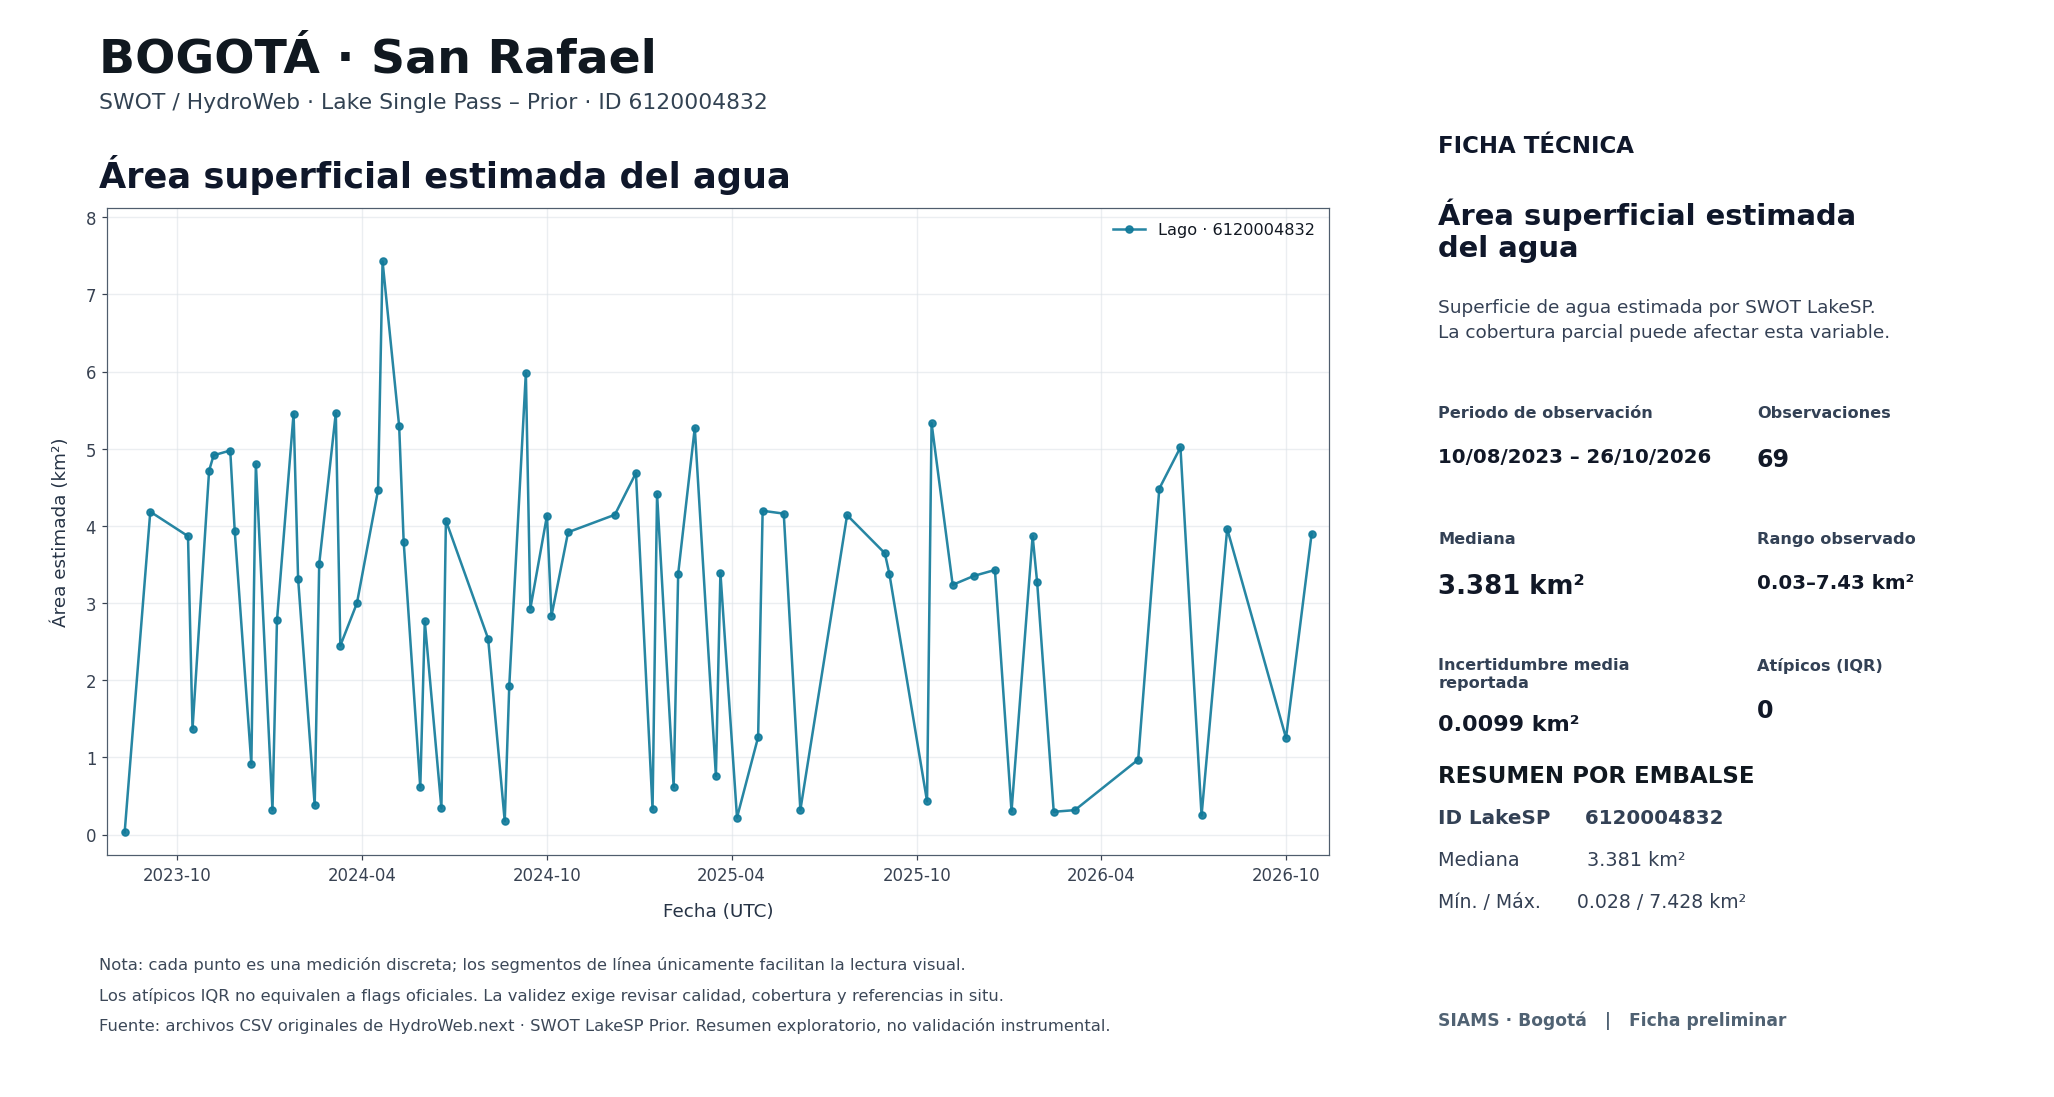 BOGOTÁ · San Rafael
SWOT / HydroWeb · Lake Single Pass – Prior · ID 6120004832
Área superficial estimada del agua
Lago · 6120004832
8
7
6
5
4
3
2
1
0
Área estimada (km²)
2023-10
2024-04
2024-10
2025-04
2025-10
2026-04
2026-10
Fecha (UTC)
Nota: cada punto es una medición discreta; los segmentos de línea únicamente facilitan la lectura visual.
Los atípicos IQR no equivalen a flags oficiales. La validez exige revisar calidad, cobertura y referencias in situ.
Fuente: archivos CSV originales de HydroWeb.next · SWOT LakeSP Prior. Resumen exploratorio, no validación instrumental.
FICHA TÉCNICA
Área superficial estimada
del agua
Superficie de agua estimada por SWOT LakeSP.
La cobertura parcial puede afectar esta variable.
Periodo de observación
10/08/2023 – 26/10/2026
Observaciones
69
Mediana
3.381 km²
Rango observado
0.03–7.43 km²
Incertidumbre media
reportada
0.0099 km²
Atípicos (IQR)
0
RESUMEN POR EMBALSE
ID LakeSP 6120004832
Mediana 3.381 km²
Mín. / Máx. 0.028 / 7.428 km²
SIAMS · Bogotá | Ficha preliminar